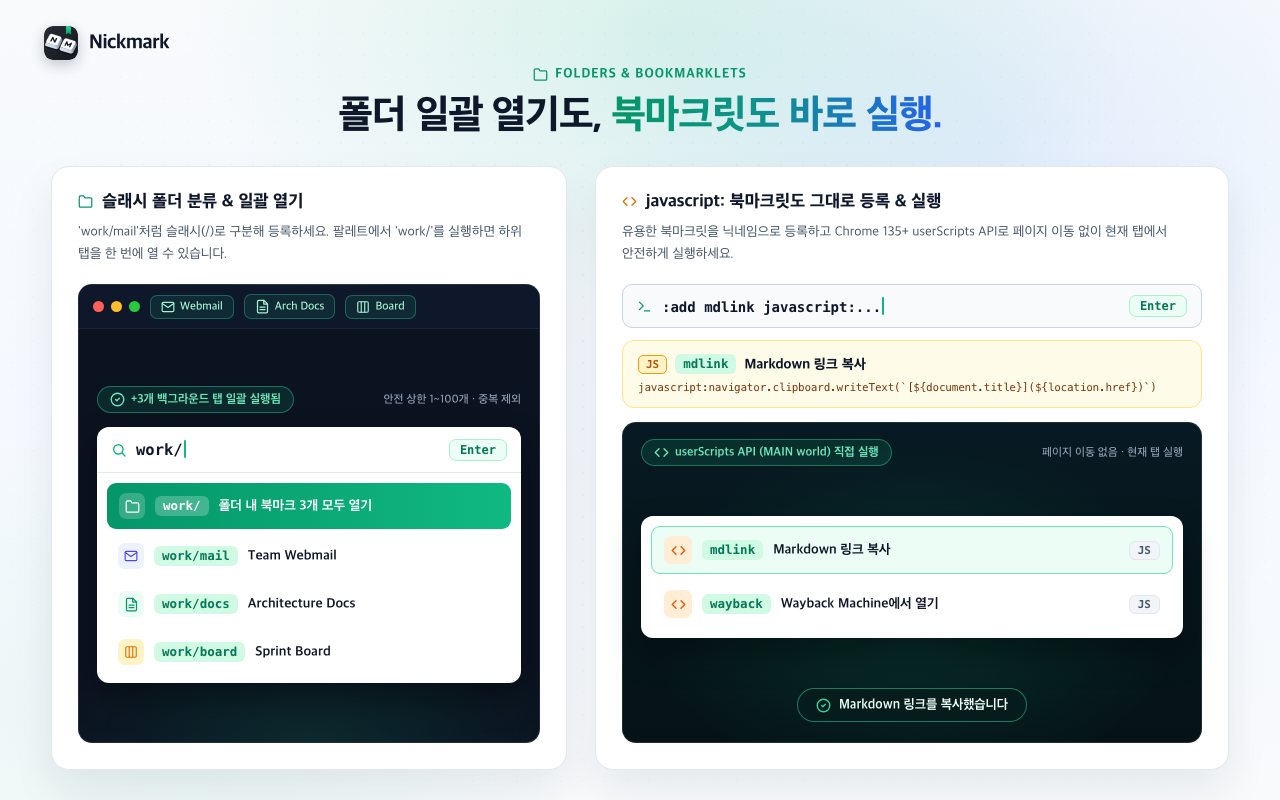 N M
Nickmark
FOLDERS & BOOKMARKLETS
폴더 일괄 열기도, 북마크릿도 바로 실행.
슬래시 폴더 분류 & 일괄 열기
'work/mail'처럼 슬래시(/)로 구분해 등록하세요. 팔레트에서 'work/'를 실행하면 하위
탭을 한 번에 열 수 있습니다.
Webmail
Arch Docs
Board
+3개 백그라운드 탭 일괄 실행됨
안전 상한 1~100개 · 중복 제외
work/
Enter
work/ 폴더 내 북마크 3개 모두 열기
work/mail Team Webmail
work/docs Architecture Docs
work/board Sprint Board
javascript: 북마크릿도 그대로 등록 & 실행
유용한 북마크릿을 닉네임으로 등록하고 Chrome 135+ userScripts API로 페이지 이동 없이 현재 탭에서
안전하게 실행하세요.
:add mdlink javascript:...
Enter
JS mdlink Markdown 링크 복사
javascript:navigator.clipboard.writeText(`[${document.title}](${location.href})`)
userScripts API (MAIN world) 직접 실행
페이지 이동 없음 · 현재 탭 실행
mdlink Markdown 링크 복사 JS
wayback Wayback Machine에서 열기 JS
Markdown 링크를 복사했습니다